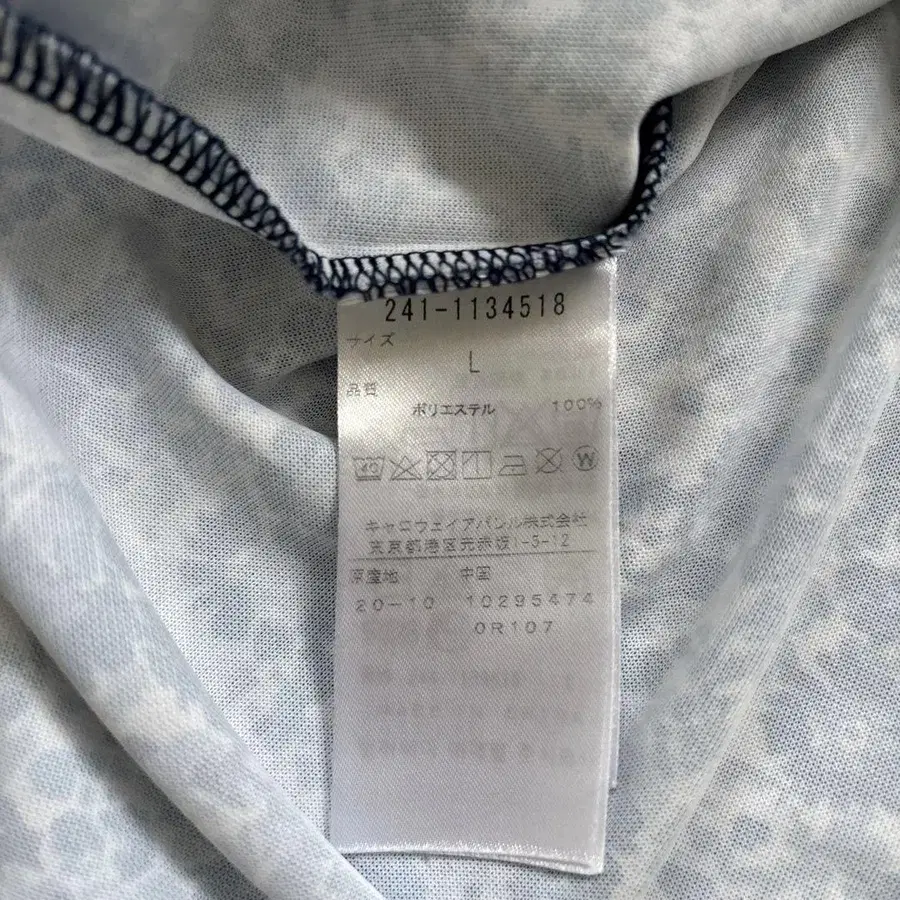 241-1134518
サイズ
L
品質
ポリエステル 100%
40 W
キャロウェイアパレル株式会社
東京都港区元赤坂1-3-12
原産地 中国
20-10 10295474
0R107